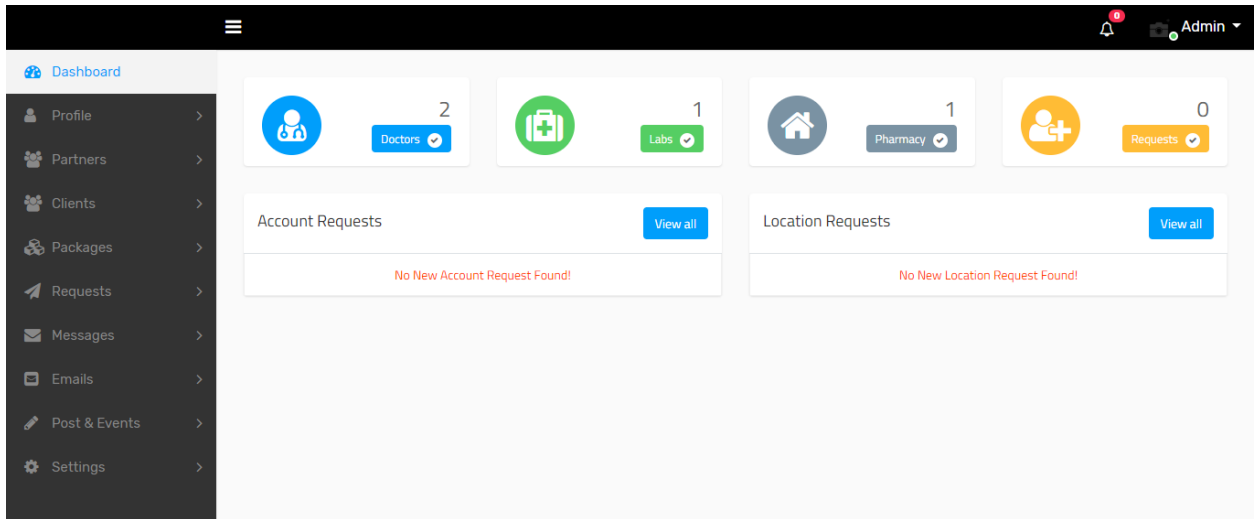 0
Admin
Dashboard
Profile
Partners
Clients
Packages
Requests
Messages
Emails
Post & Events
Settings
2
Doctors
1
Labs
1
Pharmacy
0
Requests
Account Requests
View all
No New Account Request Found!
Location Requests
View all
No New Location Request Found!